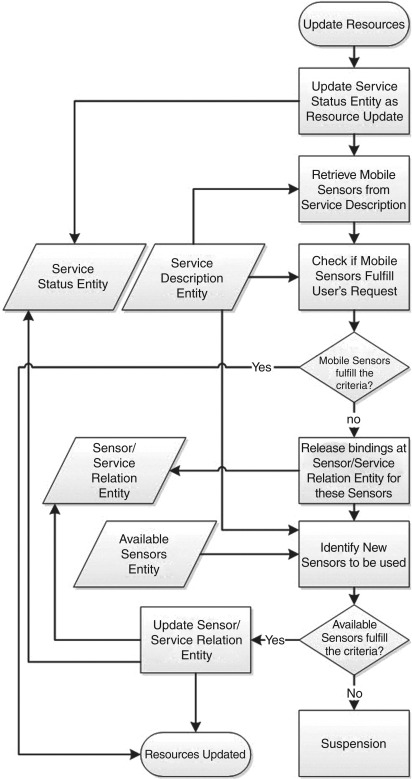 Update Resources
Update Service
Status Entity as
Resource Update
Retrieve Mobile
Sensors from
Service Description
Service
Status Entity
Service
Description
Entity
Check if Mobile
Sensors Fulfill
User's Request
Mobile Sensors
fulfill the
criteria?
Yes
no
Sensor/
Service
Relation
Entity
Release bindings at
Sensor/Service
Relation Entity for
these Sensors
Available
Sensors
Entity
Identify New
Sensors to be used
Update Sensor/
Service Relation
Entity
Yes
Available
Sensors fulfill
the criteria?
No
Resources Updated
Suspension